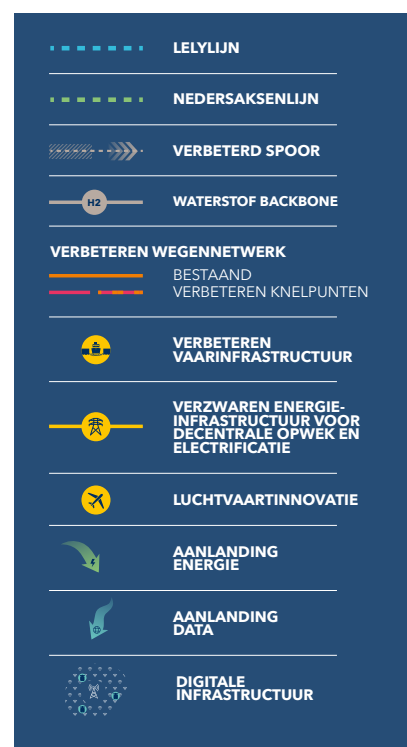 LELYLIJN
NEDERSAKSENLIJN
VERBETERD SPOOR
H2
WATERSTOF BACKBONE
VERBETEREN WEGENNETWERK
BESTAAND
VERBETEREN KNELPUNTEN
VERBETEREN
VAARINFRASTRUCTUUR
VERZWAREN ENERGIE-
INFRASTRUCTUUR VOOR
DECENTRALE OPWEK EN
ELECTRIFICATIE
LUCHTVAARTINNOVATIE
AANLANDING
ENERGIE
AANLANDING
DATA
DIGITALE
INFRASTRUCTUUR